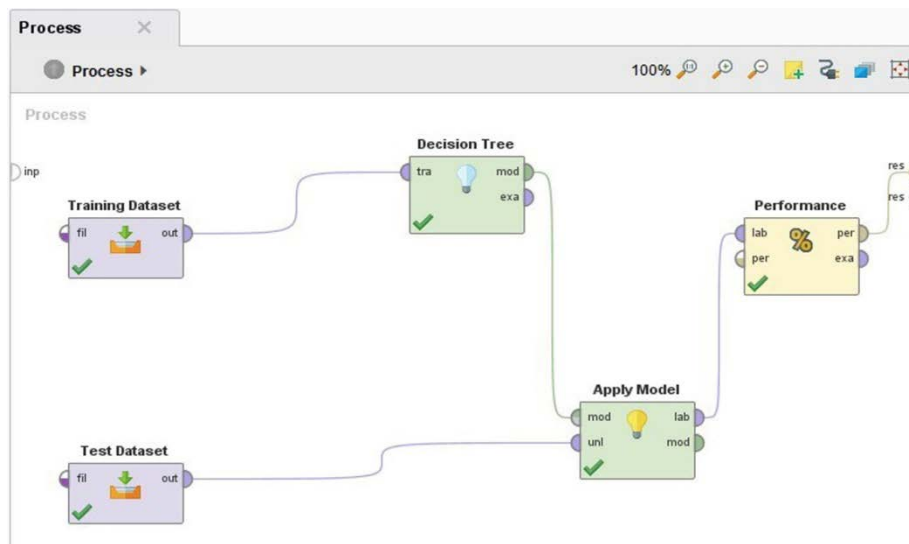 Process
Process
100%
Process
inp
Training Dataset
fil out
Decision Tree
tra mod
exa
res
res
Performance
lab per
per exa
Apply Model
mod lab
unl mod
Test Dataset
fil out